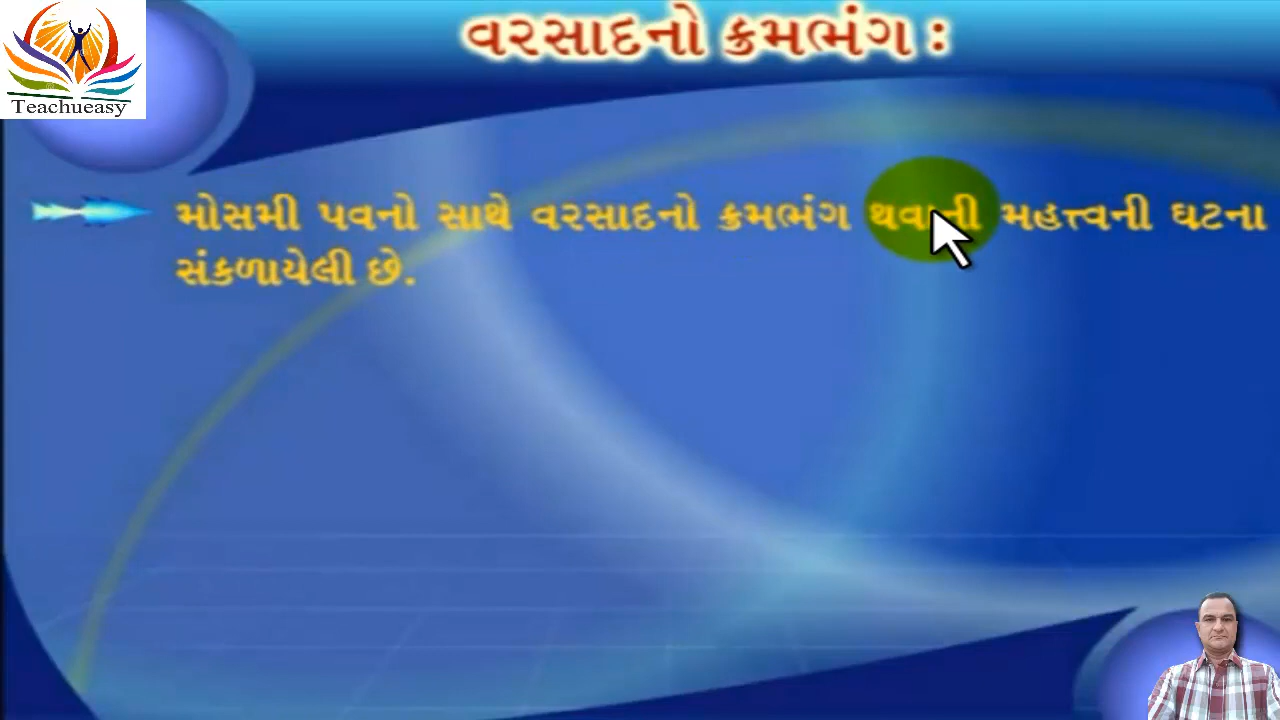 વરસાદનો ક્રમભંગ :
Teachueasy
મોસમી પવનો સાથે વરસાદનો ક્રમભંગ થવાની મહત્ત્વની ઘટના
સંકળાયેલી છે.